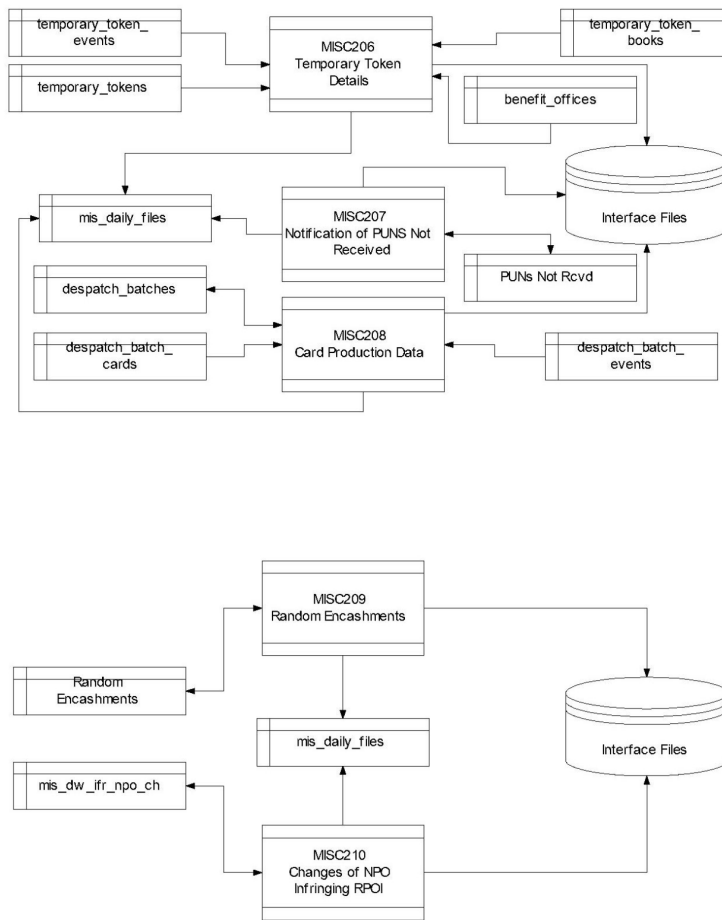 temporary_token_
events
MISC206
Temporary Token
Details
temporary_token_
books
temporary_tokens
benefit_offices
mis_daily_files
MISC207
Notification of PUNS Not
Received
Interface Files
PUNs Not Rcvd
despatch_batches
MISC208
Card Production Data
despatch_batch_
cards
despatch_batch_
events
MISC209
Random Encashments
Random
Encashments
mis_daily_files
Interface Files
mis_dw_ifr_npo_ch
MISC210
Changes of NPO
Infringing RPOI